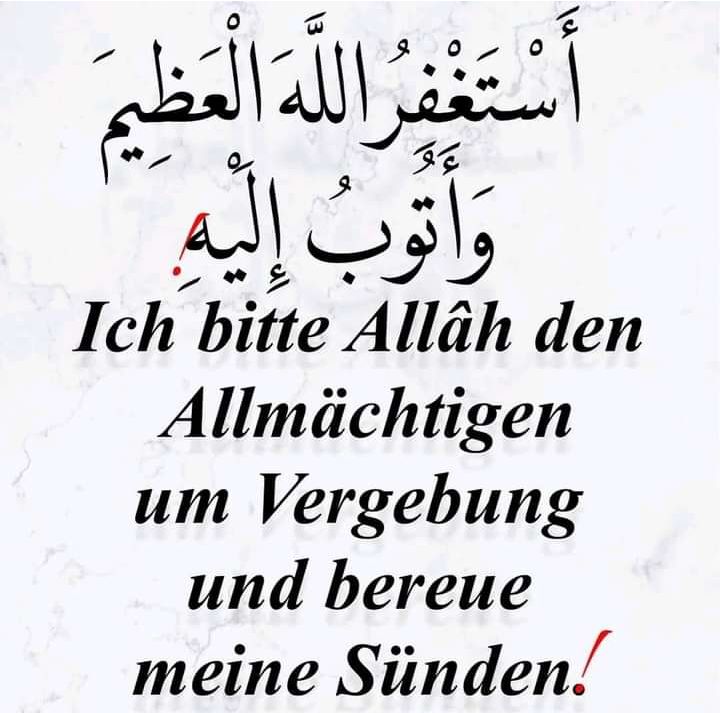 أَسْتَغْفِرُ اللَّهَ الْعَظِيمَ
وَأَتُوبُ إِلَيْهِ!
Ich bitte Allâh den
Allmächtigen
um Vergebung
und bereue
meine Sünden!